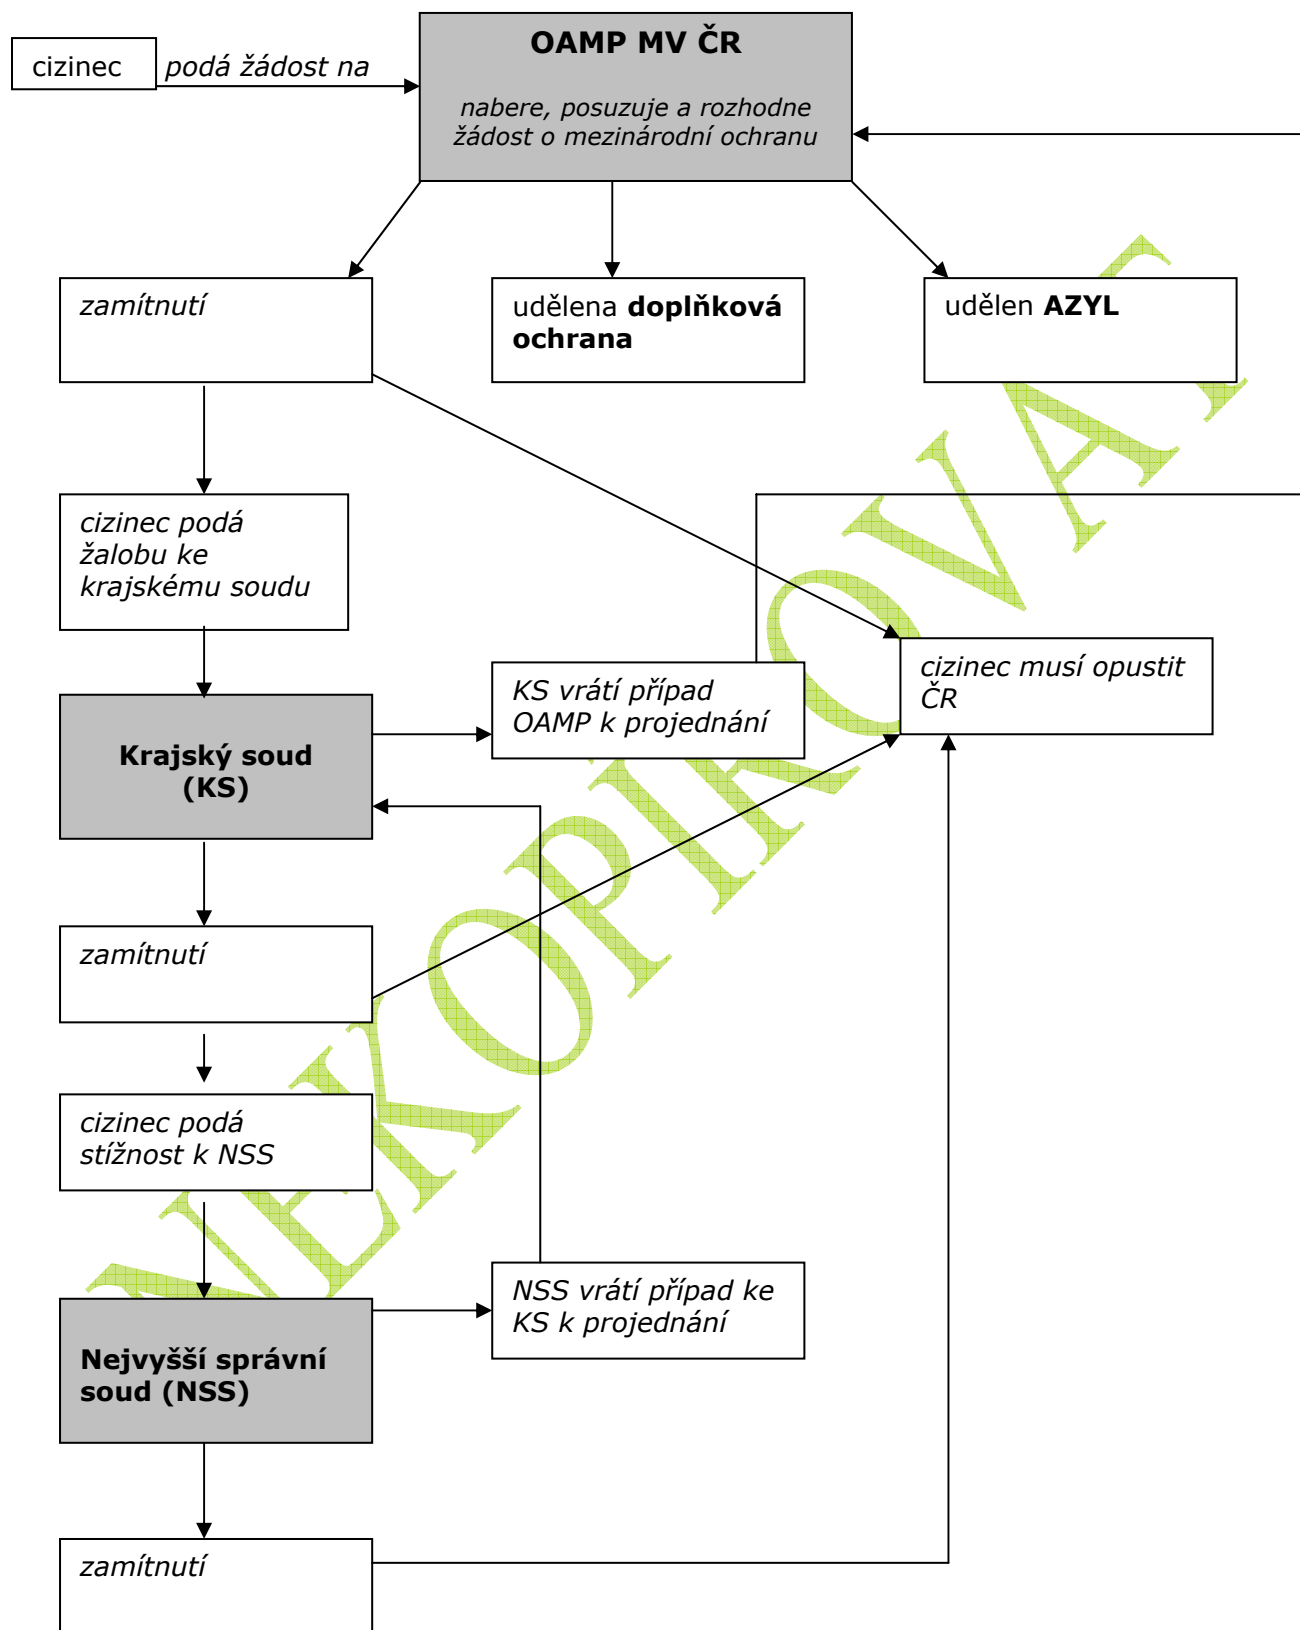 OAMP MV ČR
cizinec
podá žádost na
nabere, posuzuje a rozhodne
žádost o mezinárodní ochranu
zamítnutí
udělena doplňková
ochrana
udělen AZYL
cizinec podá
žalobu ke
krajskému soudu
KS vrátí případ
OAMP k projednání
cizinec musí opustit
ČR
Krajský soud
(KS)
zamítnutí
cizinec podá
stížnost k NSS
NSS vrátí případ ke
KS k projednání
Nejvyšší správní
soud (NSS)
zamítnutí
NEKOPÍROVAT